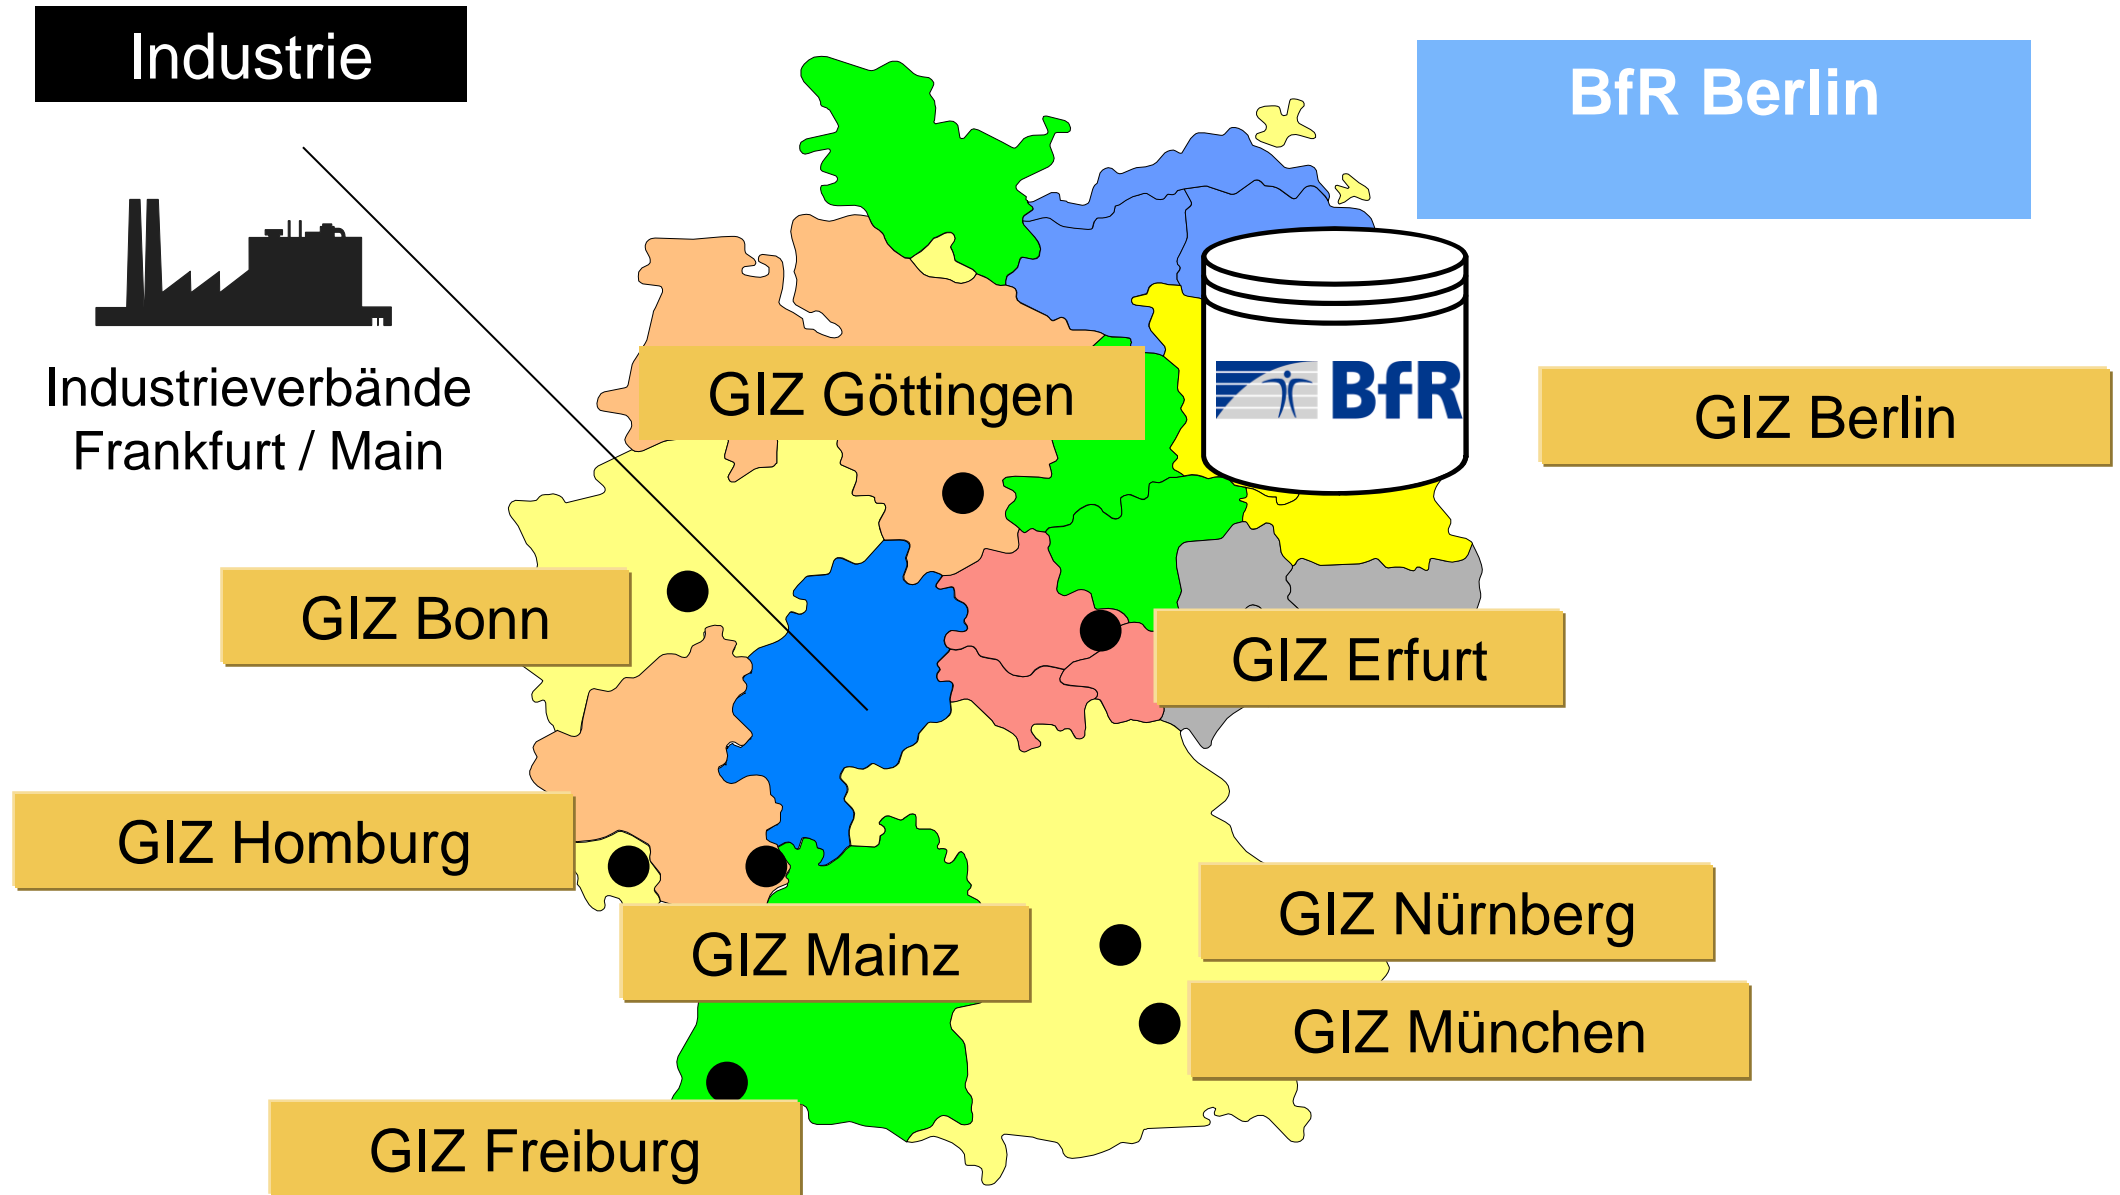 Industrie
BfR Berlin
Industrieverbände
Frankfurt / Main
GIZ Göttingen
BfR
GIZ Berlin
GIZ Bonn
GIZ Erfurt
GIZ Homburg
GIZ Mainz
GIZ Nürnberg
GIZ München
GIZ Freiburg